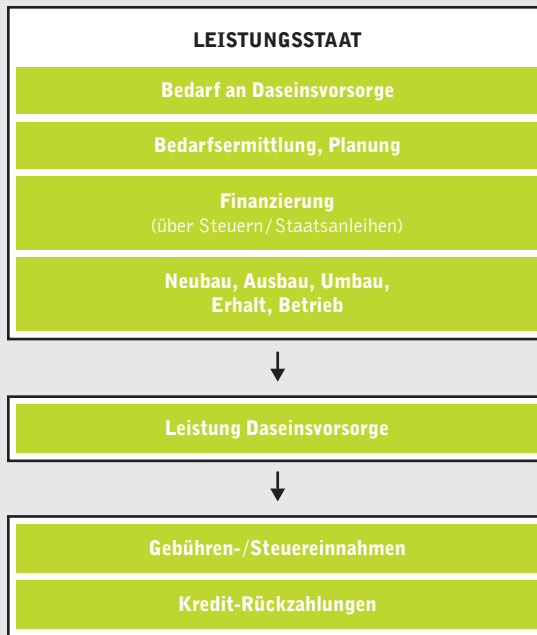 LEISTUNGSSTAAT
Bedarf an Daseinsvorsorge
Bedarfsermittlung, Planung
Finanzierung
(über Steuern/Staatsanleihen)
Neubau, Ausbau, Umbau,
Erhalt, Betrieb
Leistung Daseinsvorsorge
Gebühren-/Steuereinnahmen
Kredit-Rückzahlungen